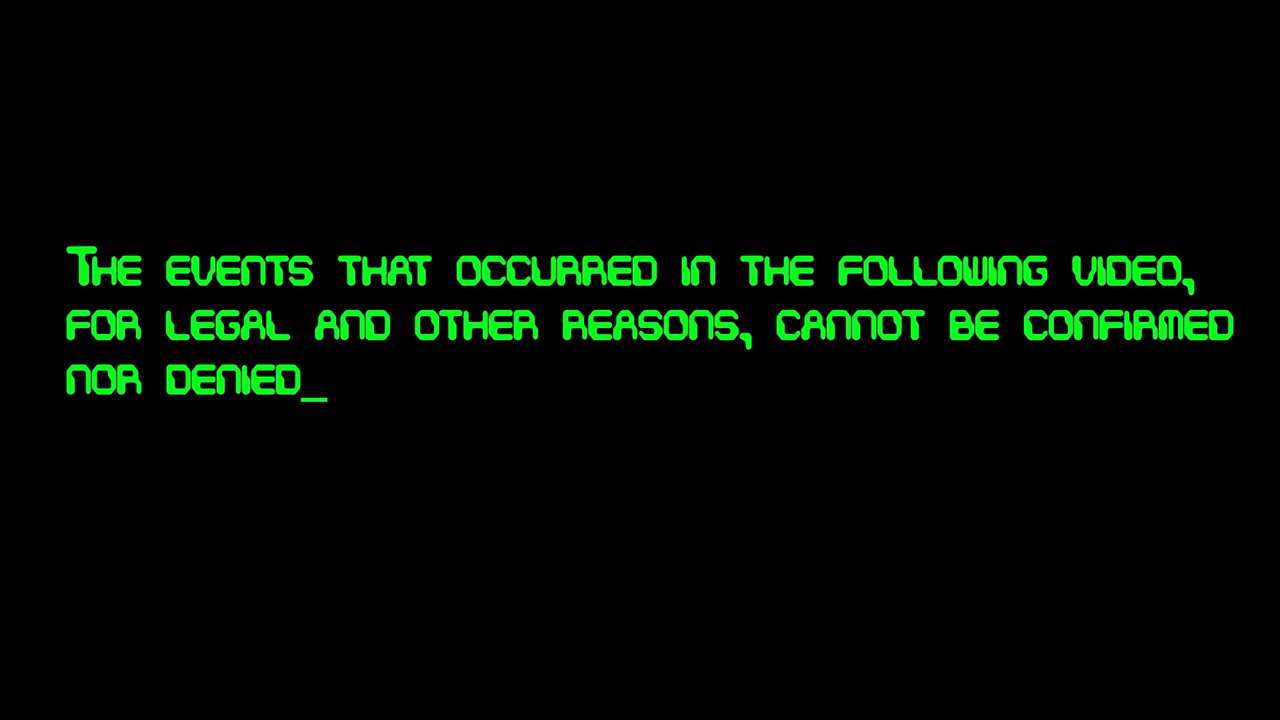 The events that occurred in the following video,
for legal and other reasons, cannot be confirmed
nor denied_